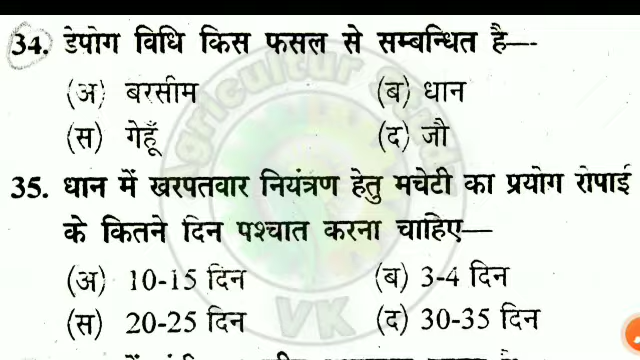 34. डेपोग विधि किस फसल से सम्बन्धित है—
(अ) बरसीम (ब) धान
(स) गेहूँ (द) जौ
35. धान में खरपतवार नियंत्रण हेतु मचेटी का प्रयोग रोपाई
के कितने दिन पश्चात करना चाहिए—
(अ) 10-15 दिन (ब) 3-4 दिन
(स) 20-25 दिन (द) 30-35 दिन
VK